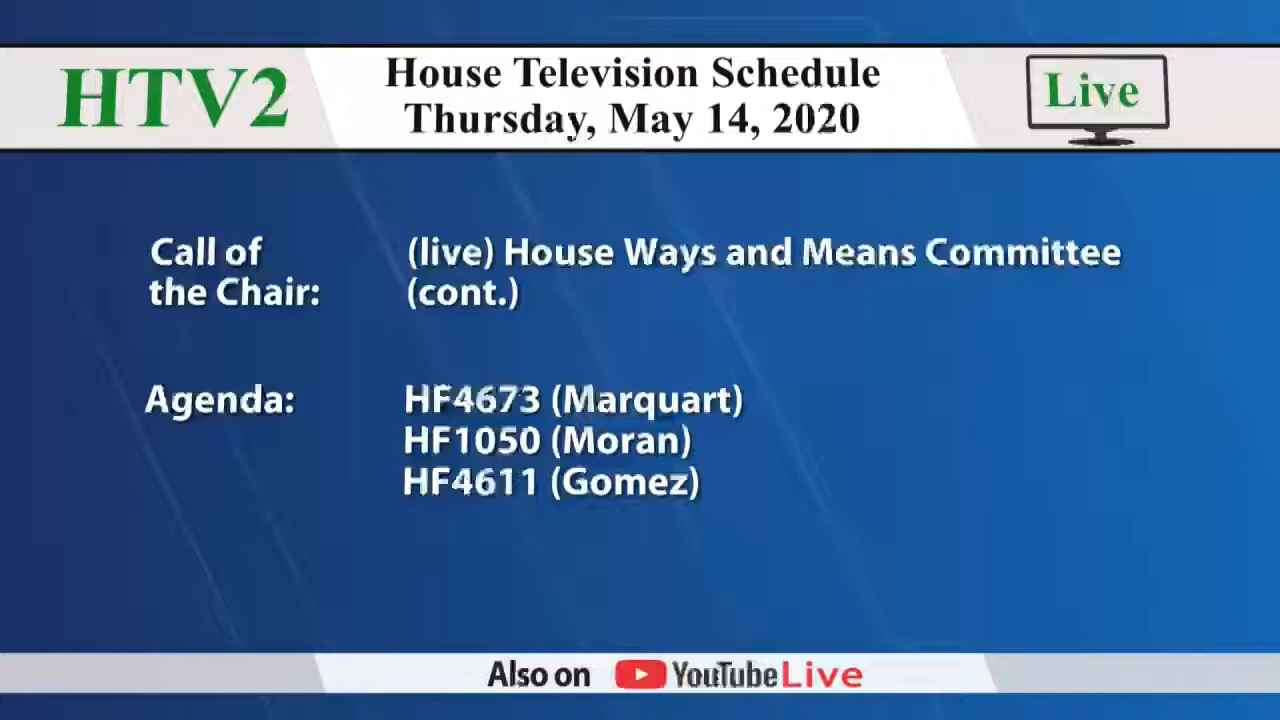 HTV2
House Television Schedule
Thursday, May 14, 2020
Live
Call of
the Chair:
(live) House Ways and Means Committee
(cont.)
Agenda:
HF4673 (Marquart)
HF1050 (Moran)
HF4611 (Gomez)
Also on YouTube Live